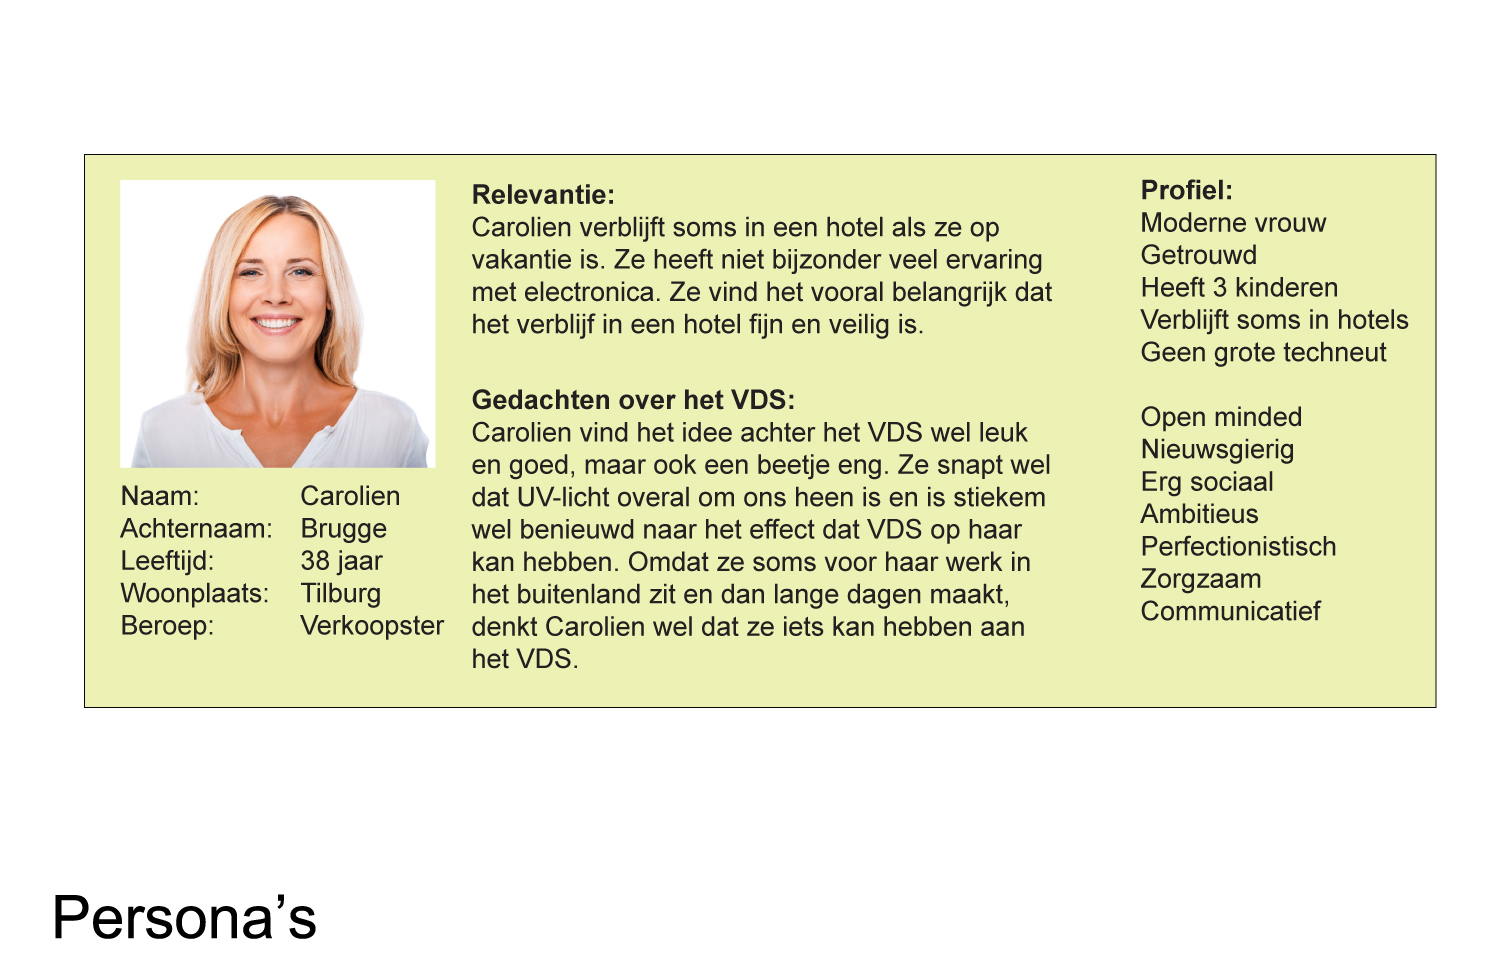 Naam: Carolien
Achternaam: Brugge
Leeftijd: 38 jaar
Woonplaats: Tilburg
Beroep: Verkoopster
Relevantie:
Carolien verblijft soms in een hotel als ze op
vakantie is. Ze heeft niet bijzonder veel ervaring
met electronica. Ze vind het vooral belangrijk dat
het verblijf in een hotel fijn en veilig is.
Gedachten over het VDS:
Carolien vind het idee achter het VDS wel leuk
en goed, maar ook een beetje eng. Ze snapt wel
dat UV-licht overal om ons heen is en is stiekem
wel benieuwd naar het effect dat VDS op haar
kan hebben. Omdat ze soms voor haar werk in
het buitenland zit en dan lange dagen maakt,
denkt Carolien wel dat ze iets kan hebben aan
het VDS.
Profiel:
Moderne vrouw
Getrouwd
Heeft 3 kinderen
Verblijft soms in hotels
Geen grote techneut
Open minded
Nieuwsgierig
Erg sociaal
Ambitieus
Perfectionistisch
Zorgzaam
Communicatief
Persona’s